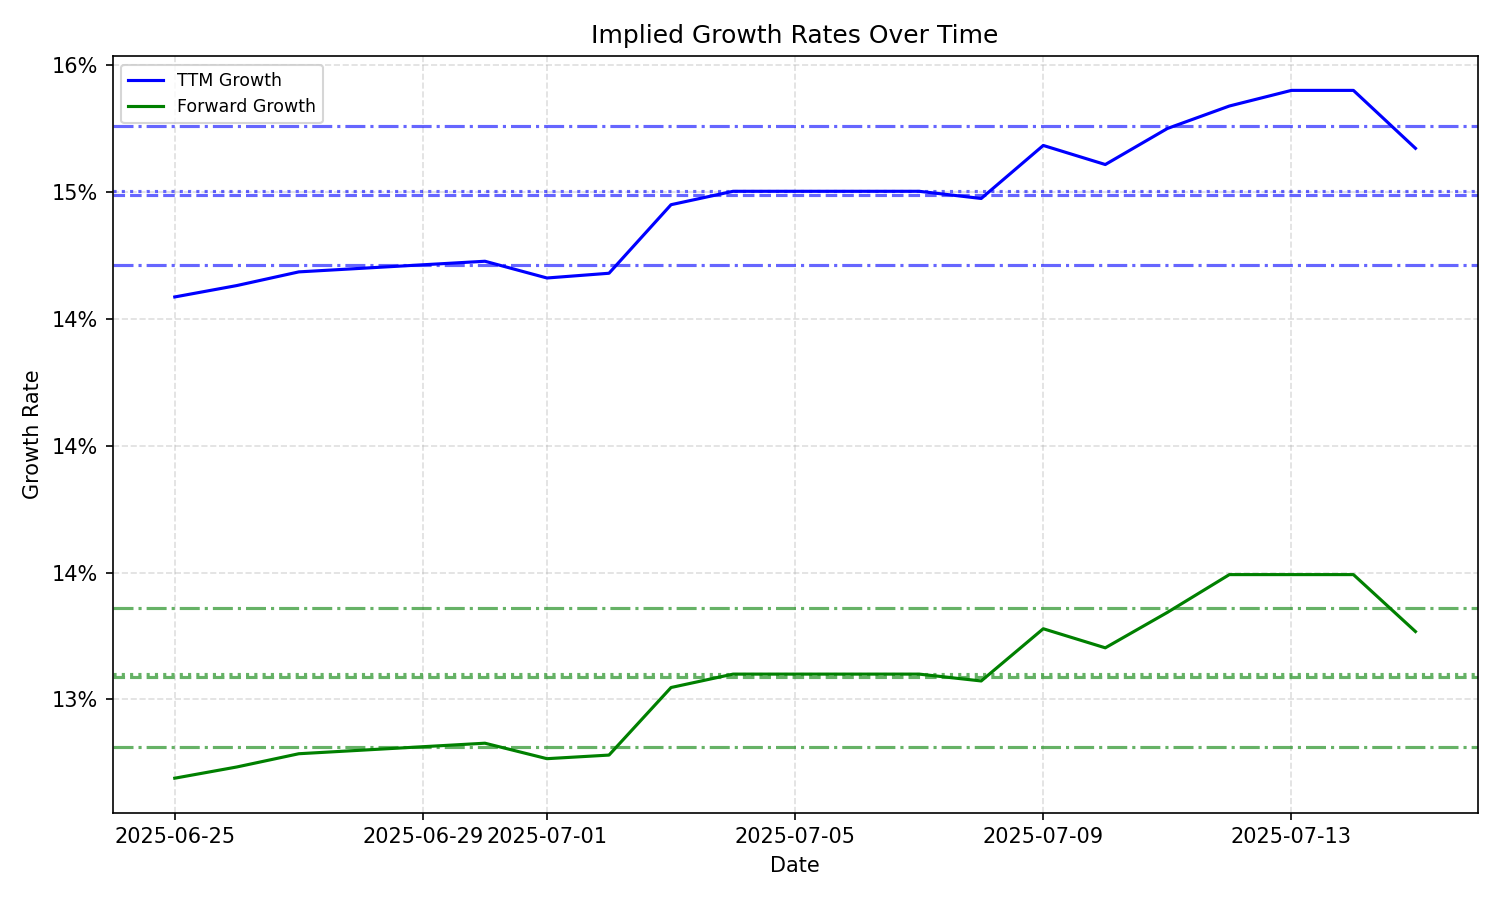 Implied Growth Rates Over Time
TTM Growth
Forward Growth
16%
15%
14%
14%
14%
13%
Growth Rate
2025-06-25
2025-06-29
2025-07-01
2025-07-05
2025-07-09
2025-07-13
Date